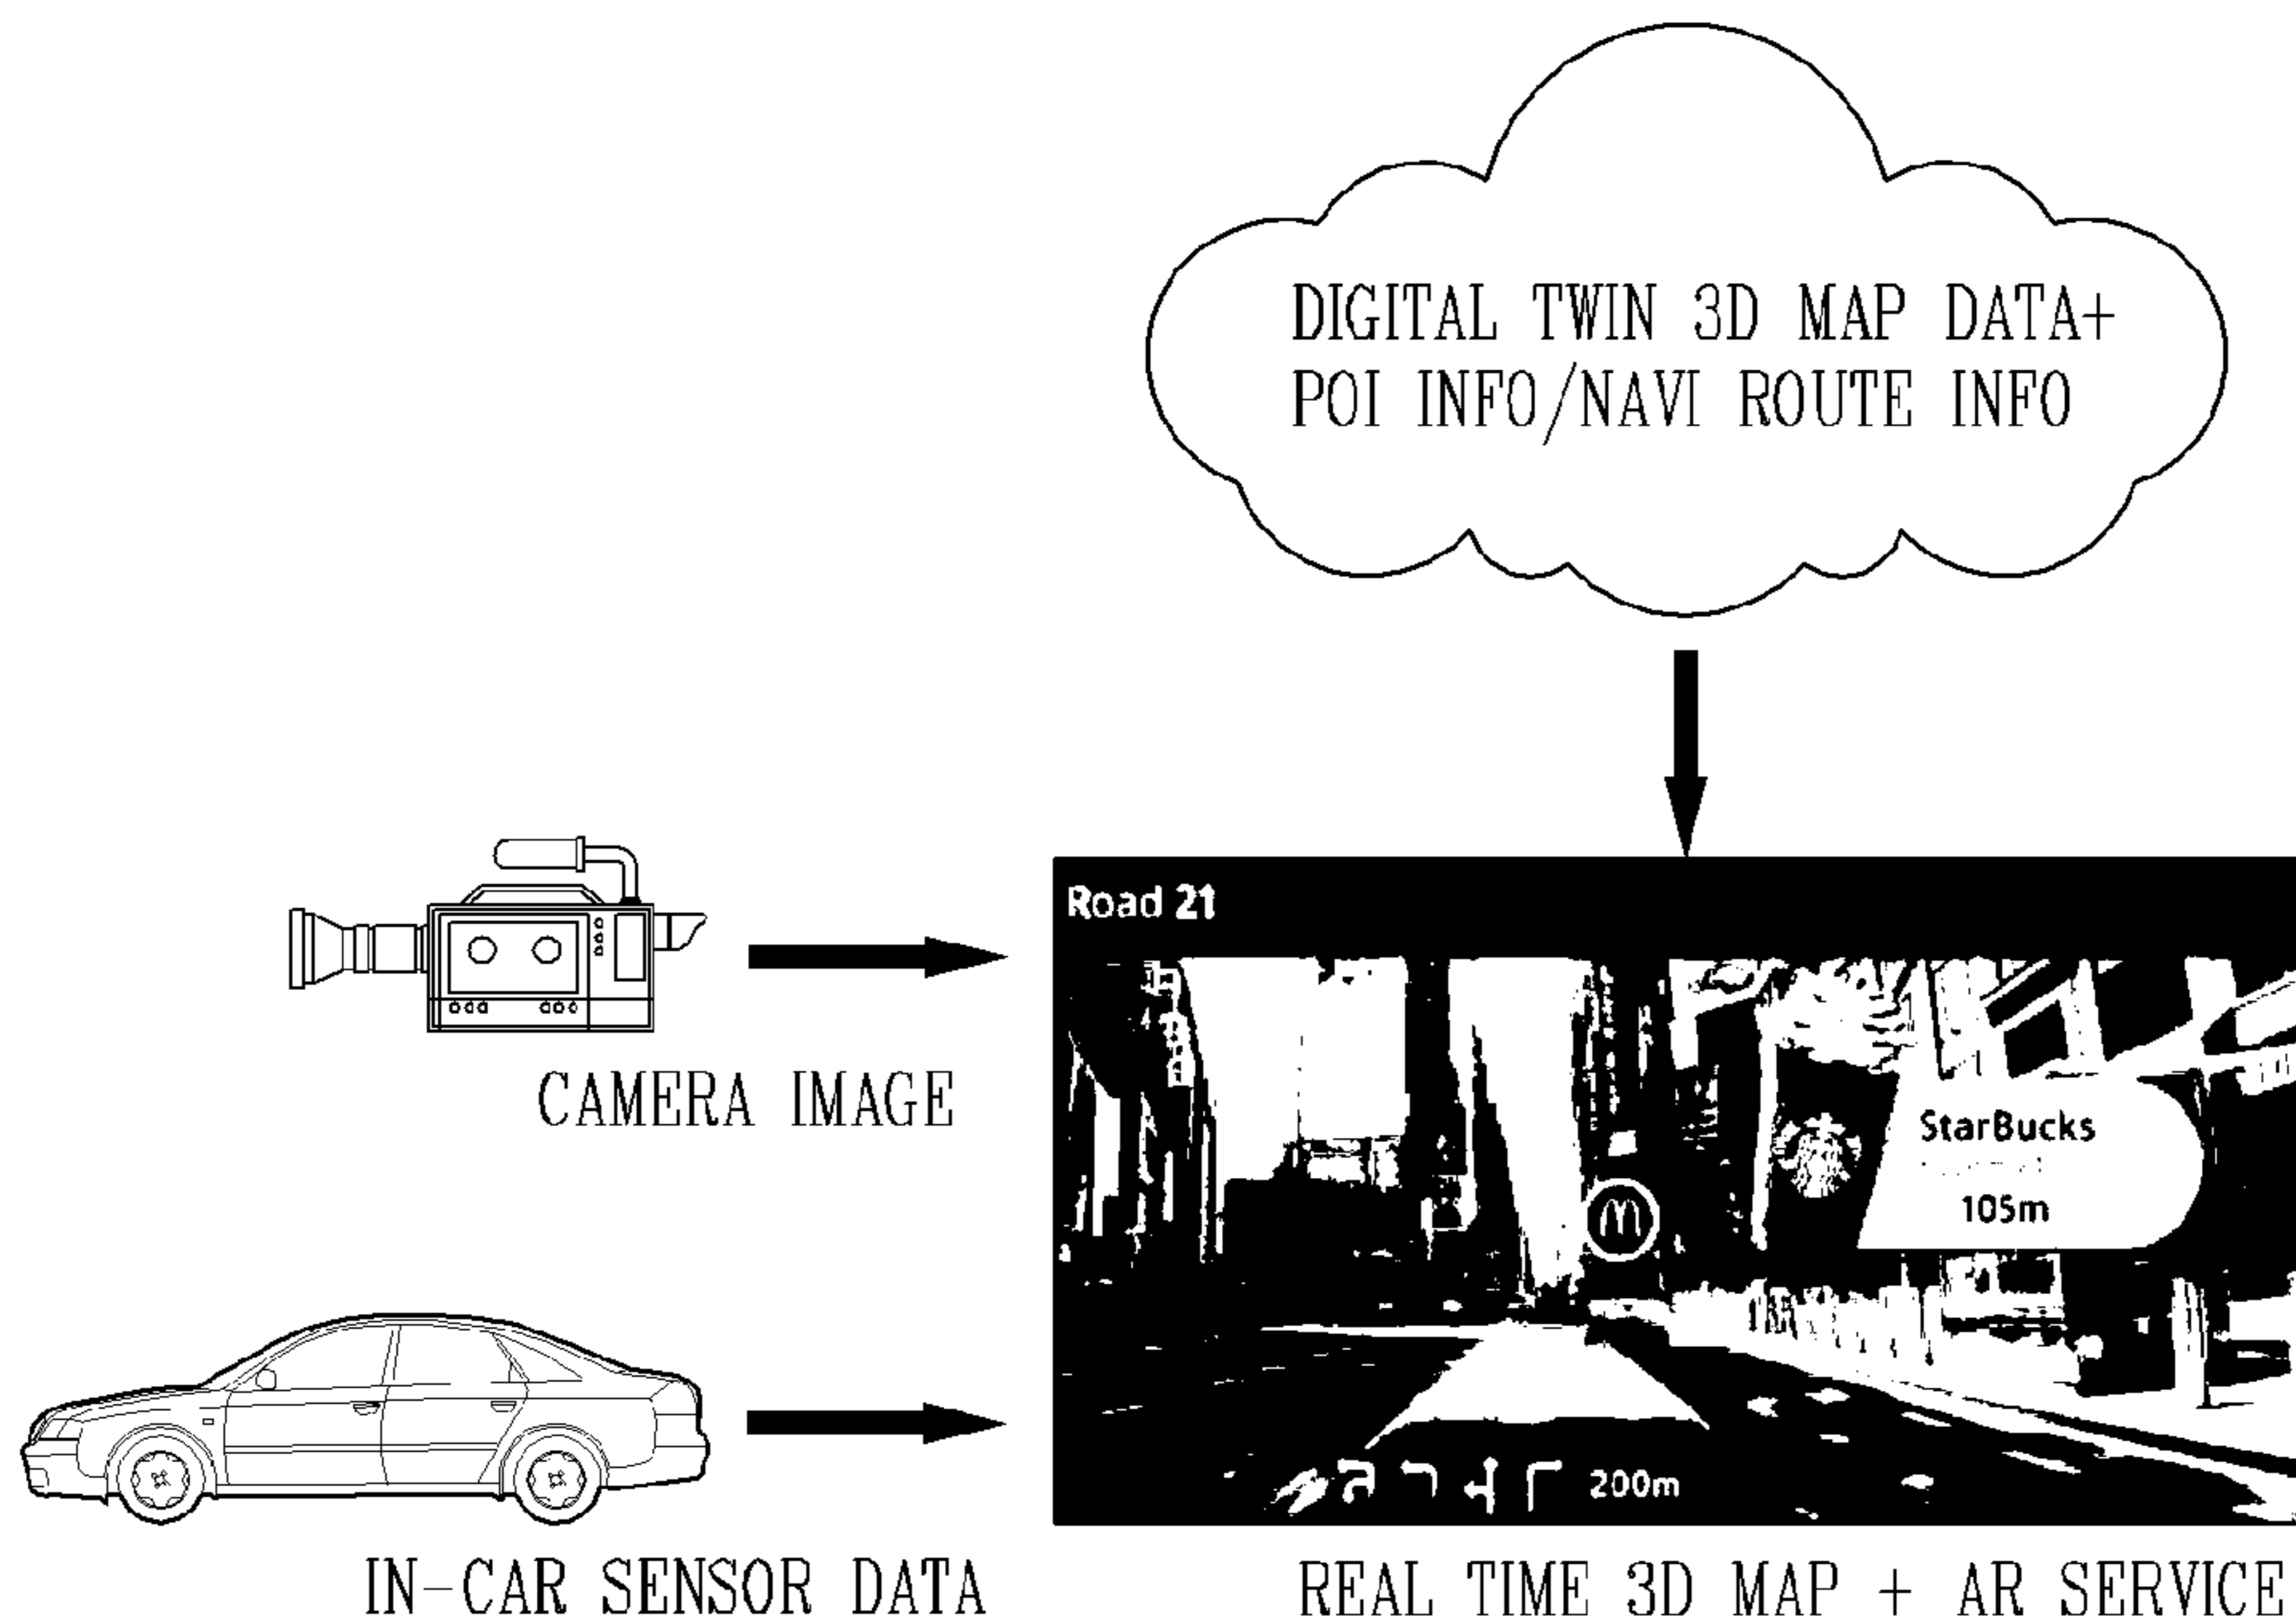 DIGITAL TWIN 3D MAP DATA+
POI INFO/NAVI ROUTE INFO
Road 21
CAMERA IMAGE
StarBucks
105m
200m
IN-CAR SENSOR DATA
REAL TIME 3D MAP + AR SERVICE